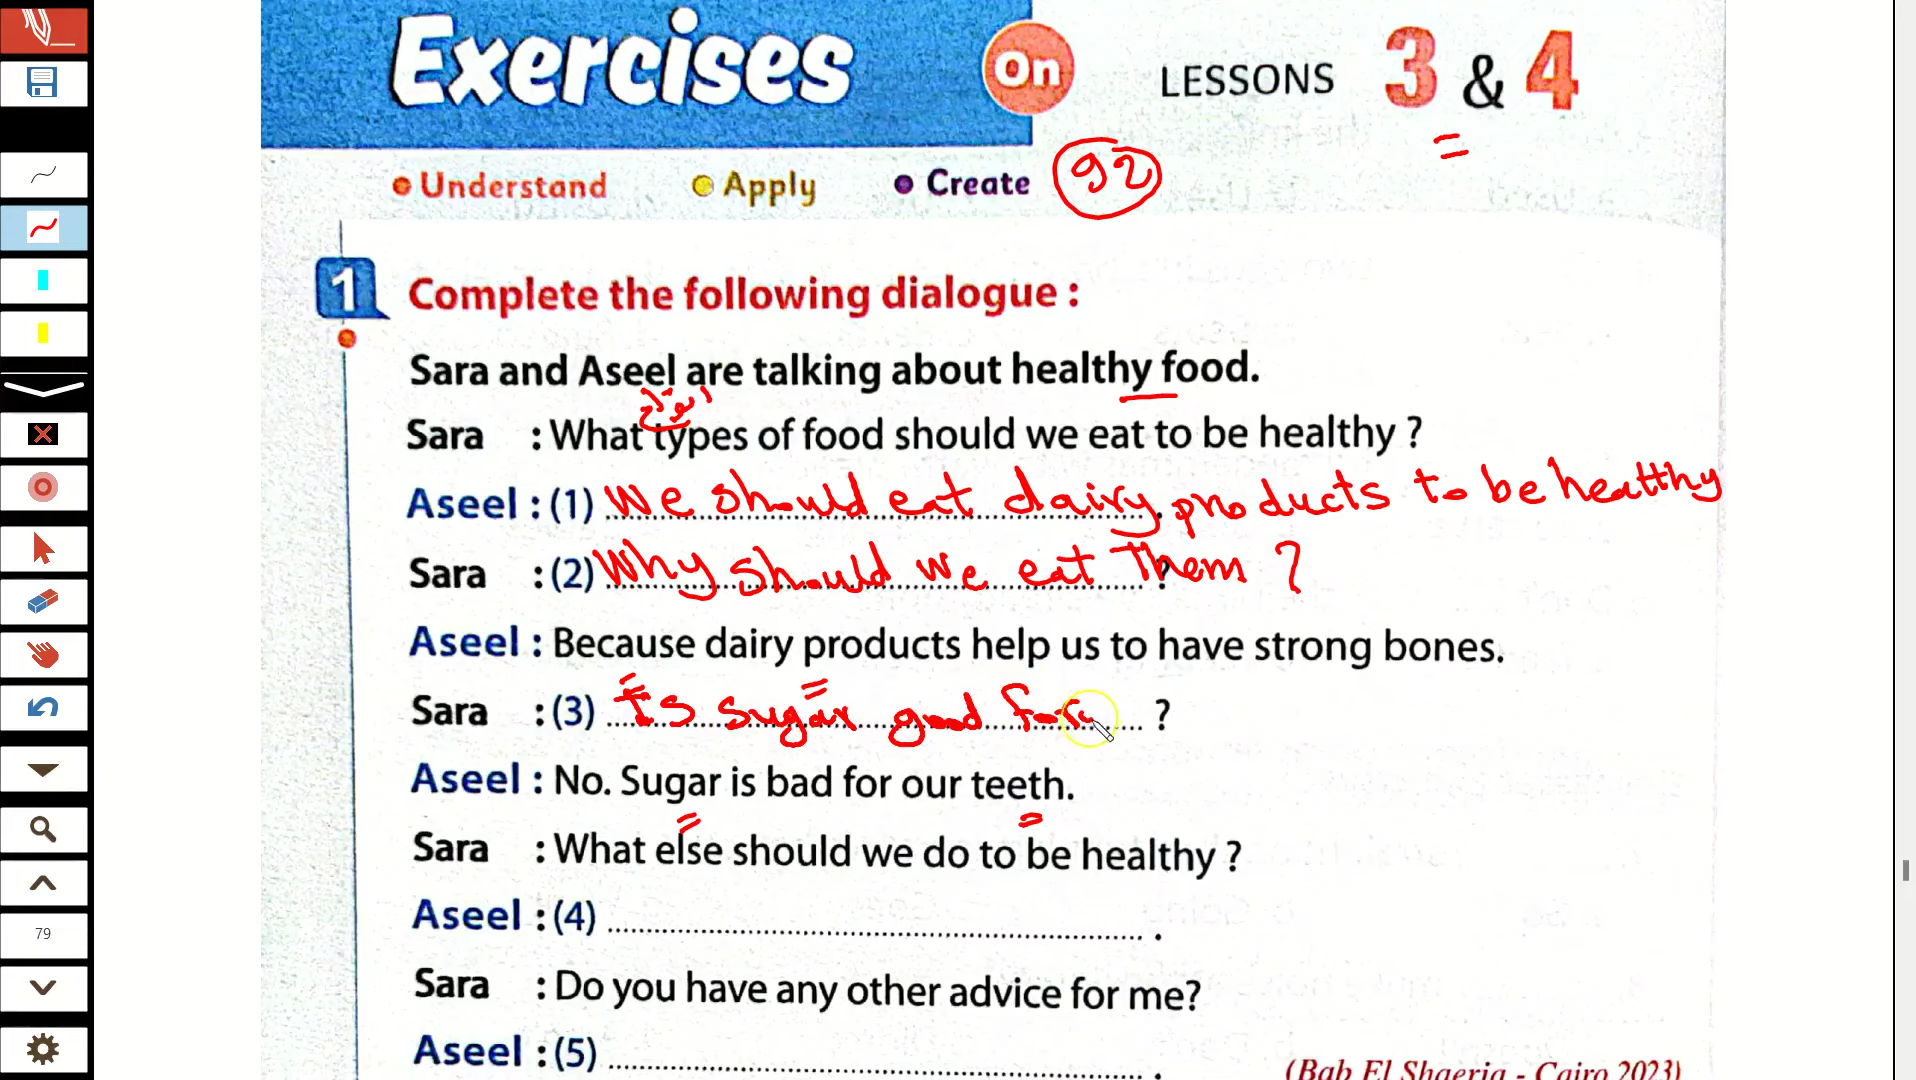 Exercises On LESSONS 3 & 4
Understand Apply Create 92
1 Complete the following dialogue :
Sara and Aseel are talking about healthy food.
Sara : What types of food should we eat to be healthy ?
Aseel : (1) We should eat dairy products to be healthy.
Sara : (2) Why should we eat Them ?
Aseel : Because dairy products help us to have strong bones.
Sara : (3) Is sugar good for ?
Aseel : No. Sugar is bad for our teeth.
Sara : What else should we do to be healthy ?
Aseel : (4) .
Sara : Do you have any other advice for me?
Aseel : (5) .
(Bab El Shaeria - Cairo 2023)
79